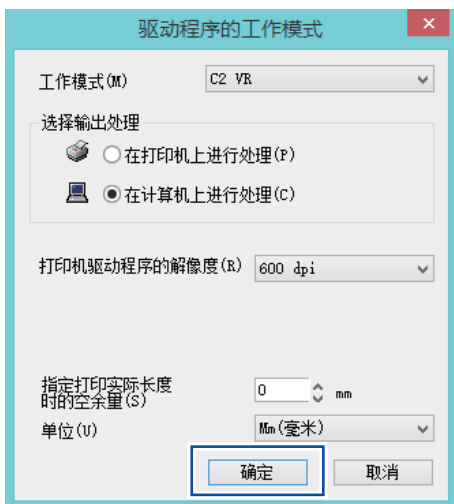 驱动程序的工作模式
工作模式(M) C2 VR
选择输出处理
在打印机上进行处理(P)
在计算机上进行处理(C)
打印机驱动程序的解像度(R) 600 dpi
指定打印实际长度
时的空余量(S) 0 mm
单位(U) Mm(毫米)
确定 取消